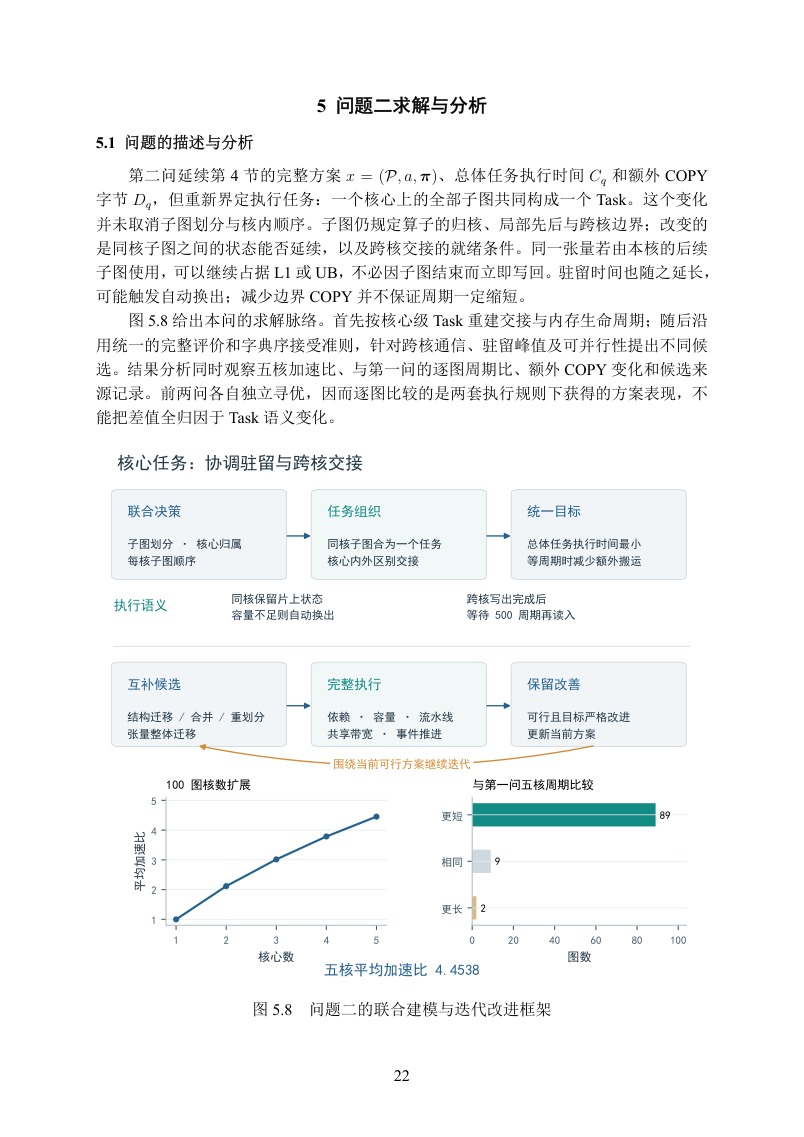 5 问题二求解与分析
5.1 问题的描述与分析
第二问延续第 4 节的完整方案 x = (𝒫, a, π)、总体任务执行时间 C_q 和额外 COPY
字节 D_q，但重新界定执行任务：一个核心上的全部子图共同构成一个 Task。这个变化
并未取消子图划分与核内顺序。子图仍规定算子的归核、局部先后与跨核边界；改变的
是同核子图之间的状态能否延续，以及跨核交接的就绪条件。同一张量若由本核的后续
子图使用，可以继续占据 L1 或 UB，不必因子图结束而立即写回。驻留时间也随之延长，
可能触发自动换出；减少边界 COPY 并不保证周期一定缩短。
图 5.8 给出本问的求解脉络。首先按核心级 Task 重建交接与内存生命周期；随后沿
用统一的完整评价和字典序接受准则，针对跨核通信、驻留峰值及可并行性提出不同候
选。结果分析同时观察五核加速比、与第一问的逐图周期比、额外 COPY 变化和候选来
源记录。前两问各自独立寻优，因而逐图比较的是两套执行规则下获得的方案表现，不
能把差值全归因于 Task 语义变化。
核心任务：协调驻留与跨核交接
联合决策
子图划分 · 核心归属
每核子图顺序
任务组织
同核子图合为一个任务
核心内外区别交接
统一目标
总体任务执行时间最小
等周期时减少额外搬运
执行语义
同核保留片上状态
容量不足则自动换出
跨核写出完成后
等待 500 周期再读入
互补候选
结构迁移 / 合并 / 重划分
张量整体迁移
完整执行
依赖 · 容量 · 流水线
共享带宽 · 事件推进
保留改善
可行且目标严格改进
更新当前方案
围绕当前可行方案继续迭代
100 图核数扩展
平均加速比
5
4
3
2
1
1 2 3 4 5
核心数
与第一问五核周期比较
更短 89
相同 9
更长 2
0 20 40 60 80 100
图数
五核平均加速比 4.4538
图 5.8 问题二的联合建模与迭代改进框架
22